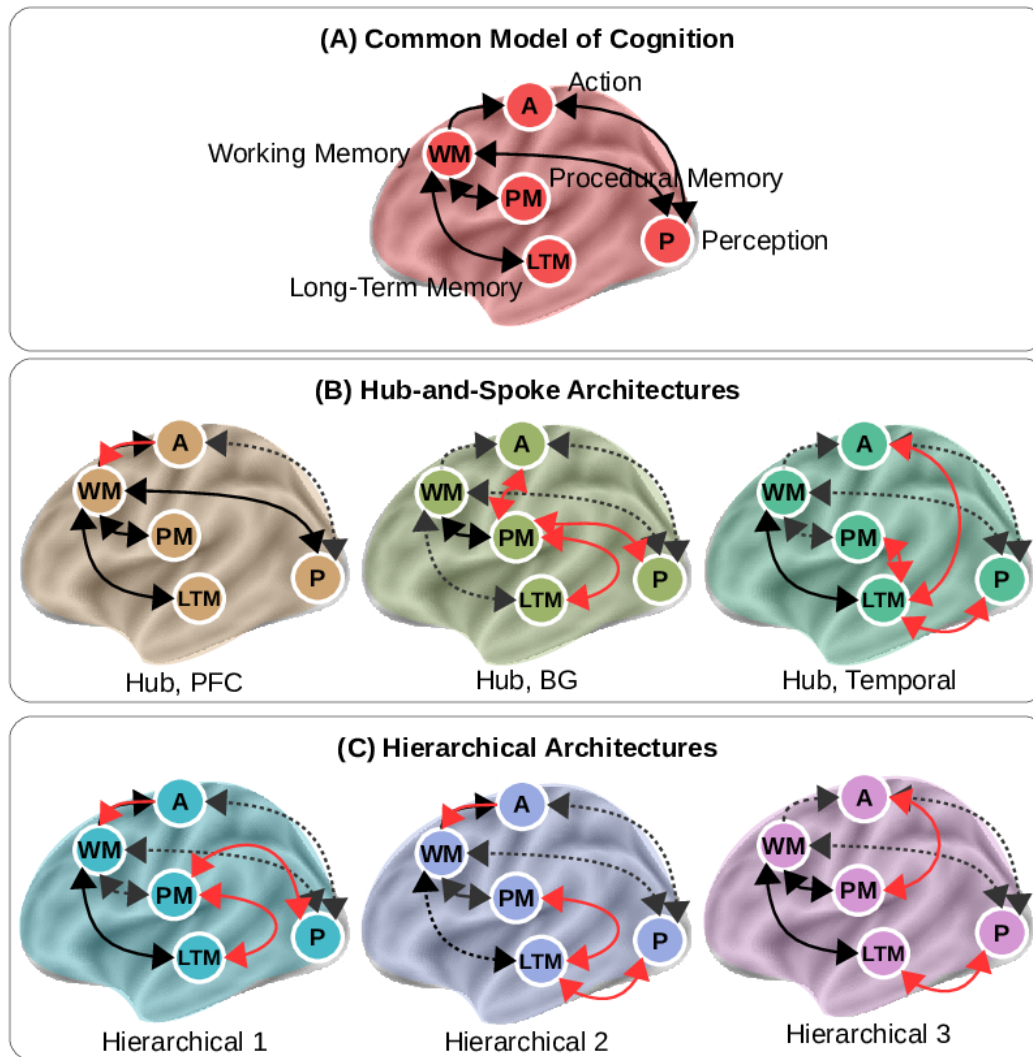 (A) Common Model of Cognition
Action
A
Working Memory
WM
Procedural Memory
PM
P
Perception
LTM
Long-Term Memory
(B) Hub-and-Spoke Architectures
A
WM
PM
P
LTM
Hub, PFC
A
WM
PM
P
LTM
Hub, BG
A
WM
PM
P
LTM
Hub, Temporal
(C) Hierarchical Architectures
A
WM
PM
P
LTM
Hierarchical 1
A
WM
PM
P
LTM
Hierarchical 2
A
WM
PM
P
LTM
Hierarchical 3